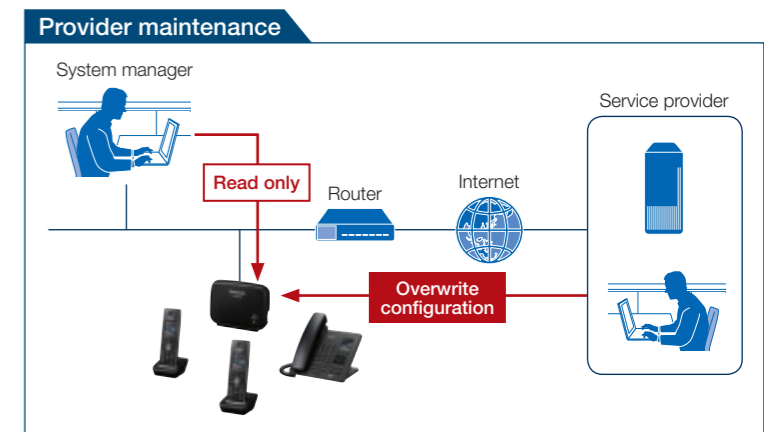 Provider maintenance
System manager
Service provider
Read only
Router
Internet
Overwrite
configuration